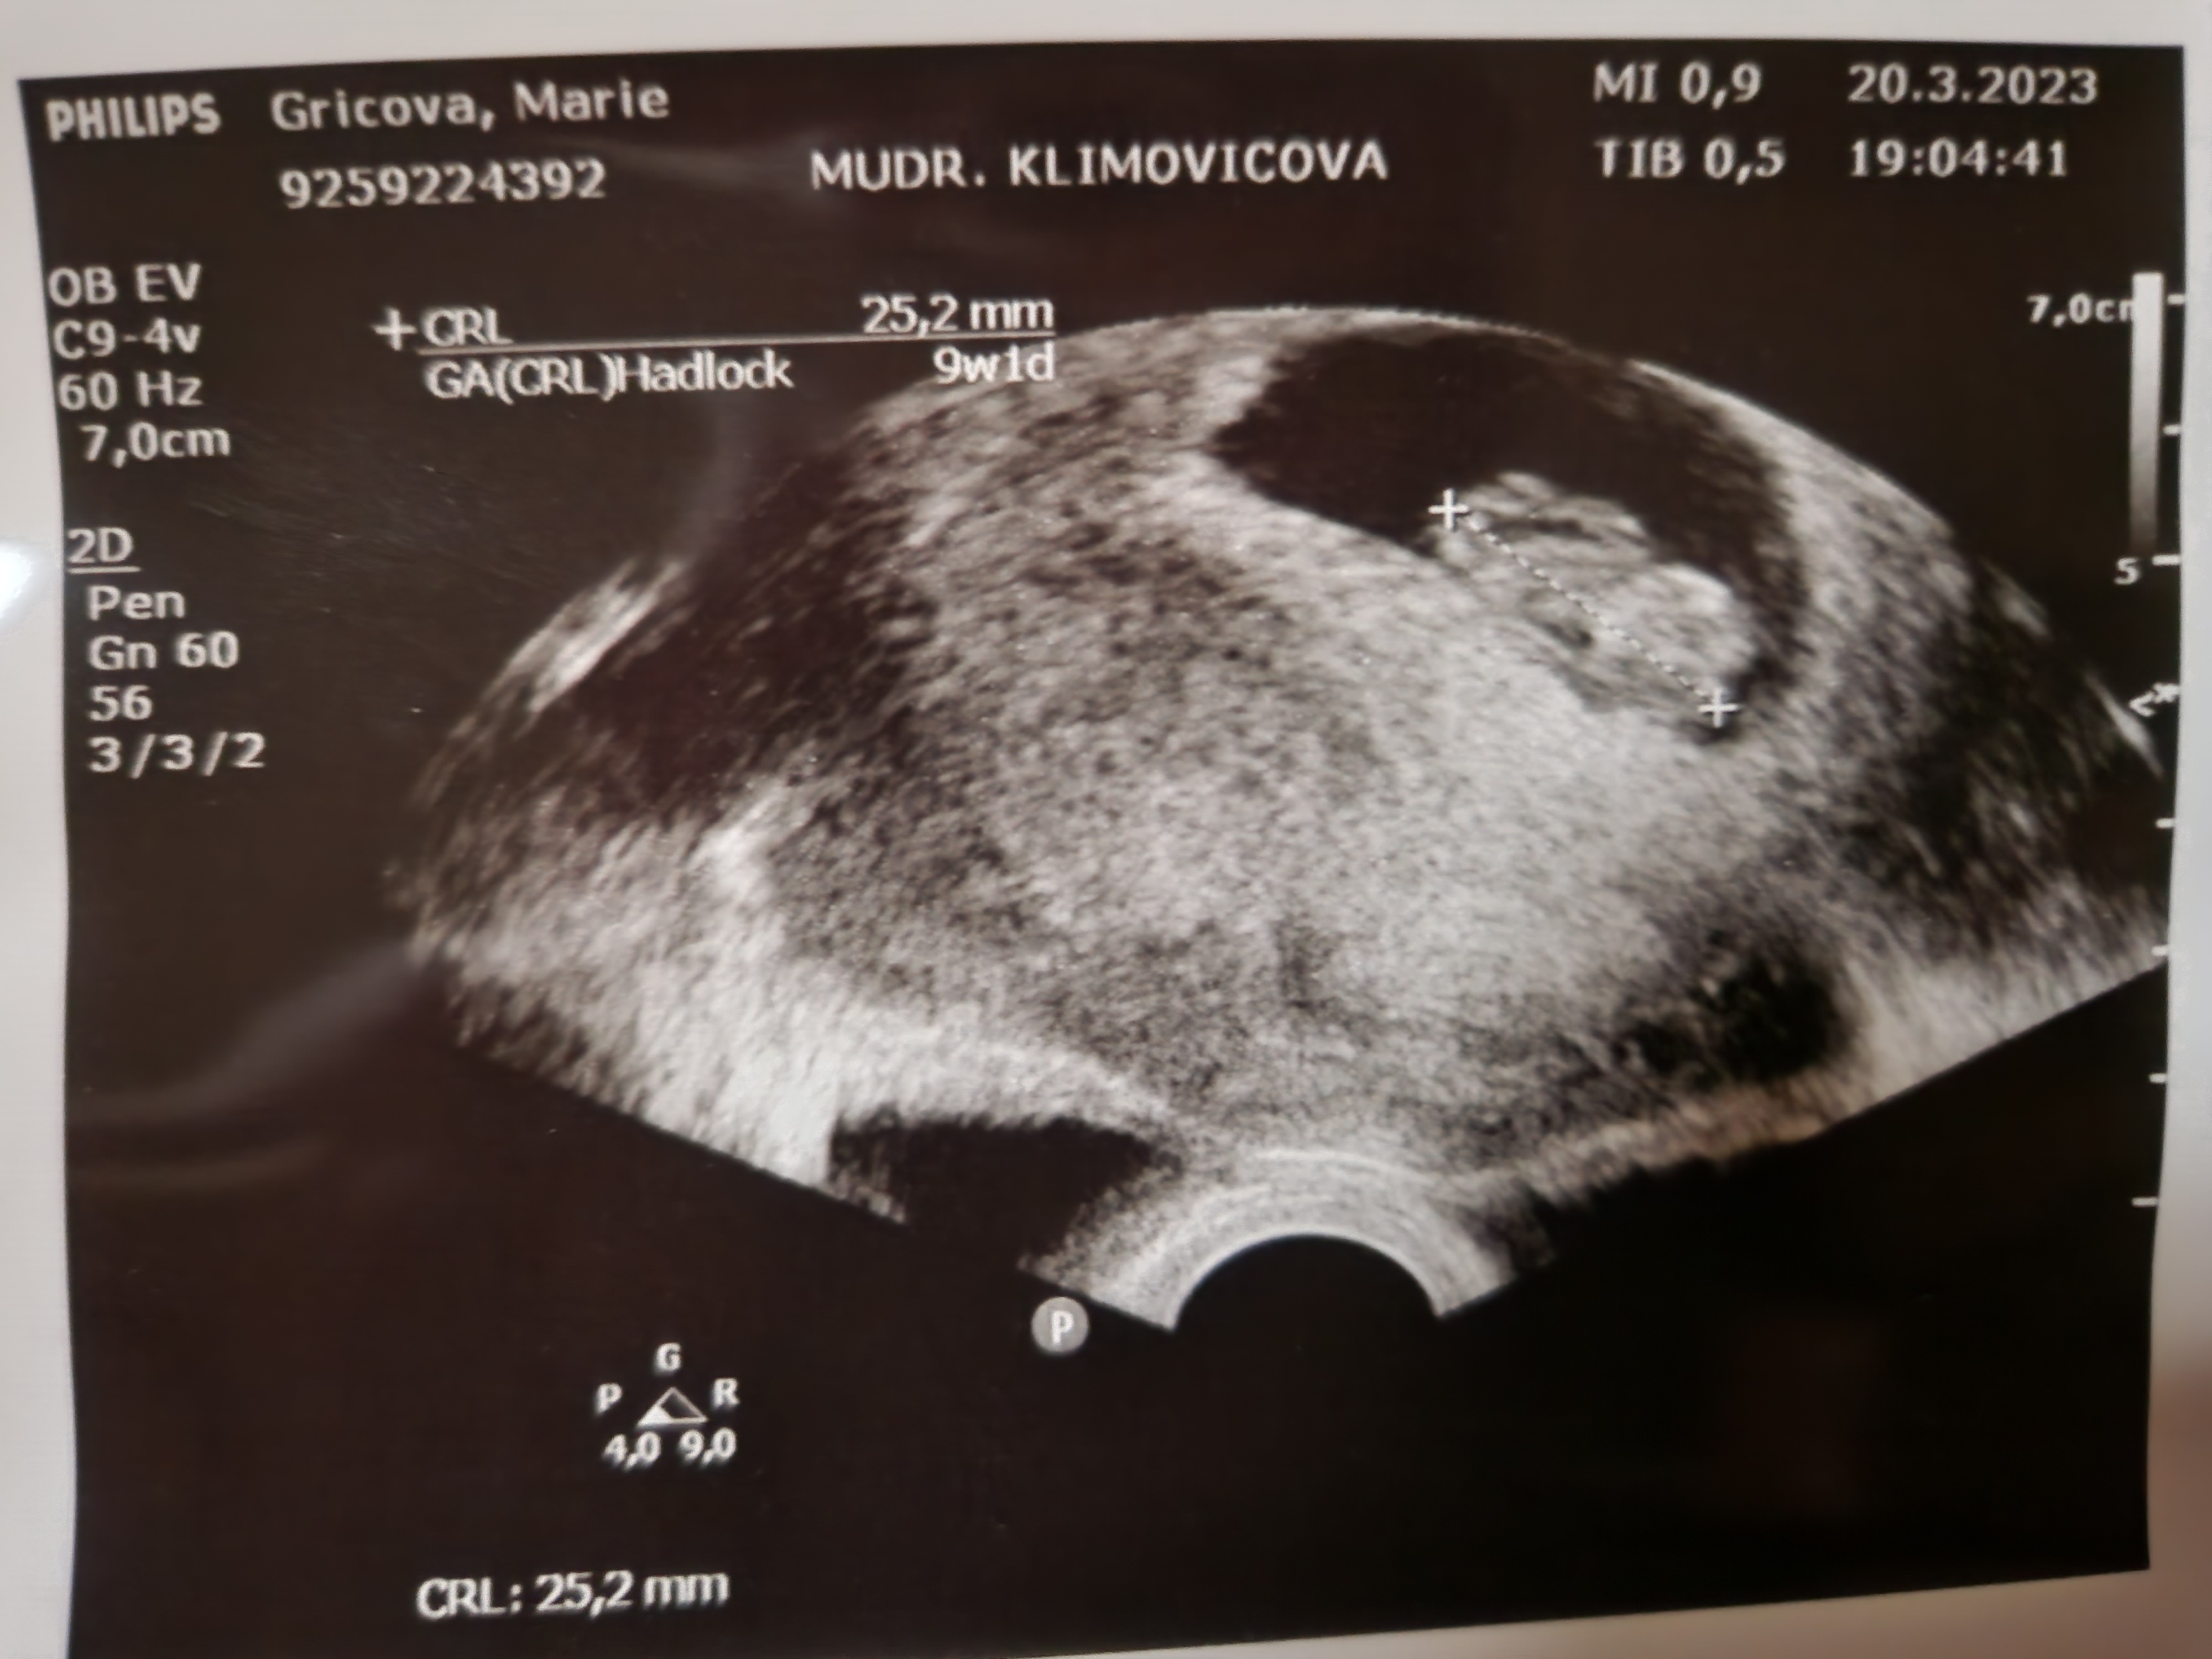 PHILIPS Gricova, Marie MI 0,9 20.3.2023
9259224392 MUDR. KLIMOVICOVA TIB 0,5 19:04:41
OB EV
C9-4v
60 Hz
7,0cm
+CRL 25,2 mm
GA(CRL)Hadlock 9w1d
2D
Pen
Gn 60
56
3/3/2
7,0c
5
G
P R
4,0 9,0
P
CRL: 25,2 mm